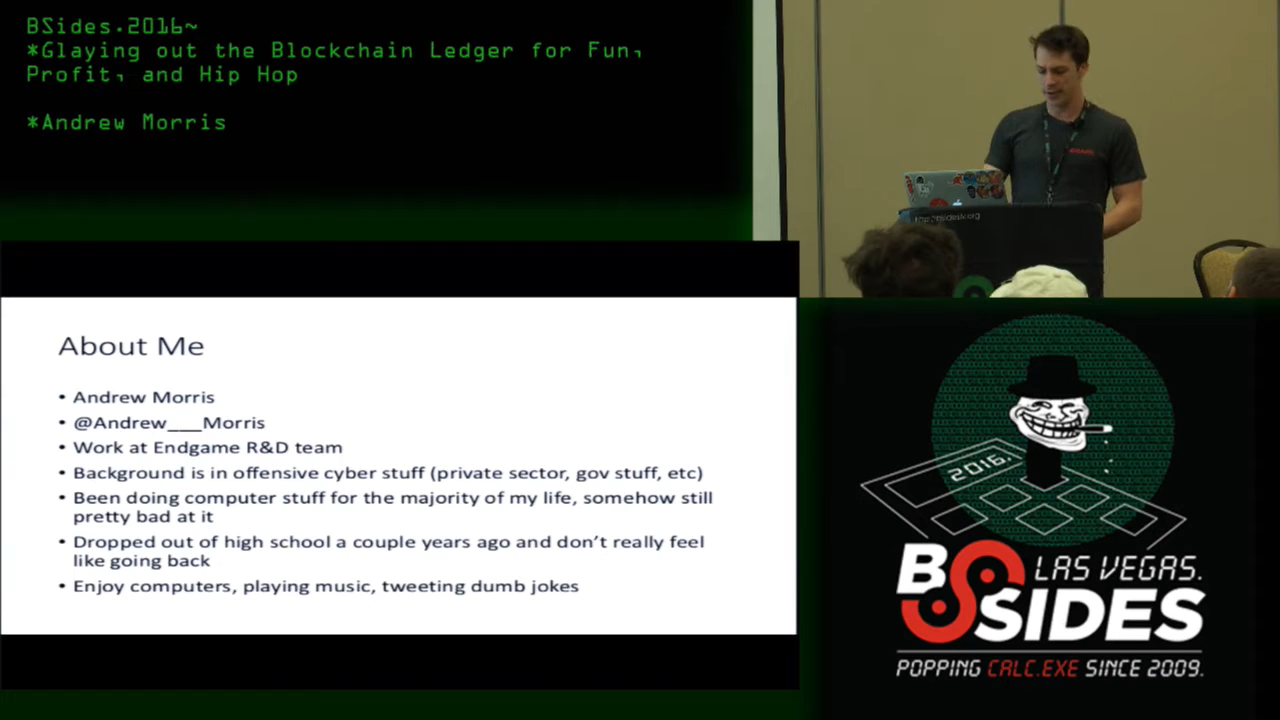 BSides.2016~
*Glaying out the Blockchain Ledger for Fun,
Profit, and Hip Hop
*Andrew Morris
About Me
• Andrew Morris
• @Andrew___Morris
• Work at Endgame R&D team
• Background is in offensive cyber stuff (private sector, gov stuff, etc)
• Been doing computer stuff for the majority of my life, somehow still
pretty bad at it
• Dropped out of high school a couple years ago and don't really feel
like going back
• Enjoy computers, playing music, tweeting dumb jokes
2016.
BSIDES
LAS VEGAS.
POPPING CALC.EXE SINCE 2009.